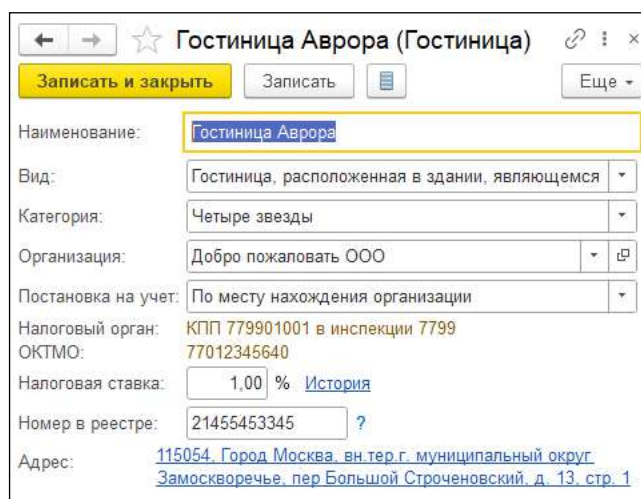 Гостиница Аврора (Гостиница)
Записать и закрыть Записать Еще
Наименование: Гостиница Аврора
Вид: Гостиница, расположенная в здании, являющемся
Категория: Четыре звезды
Организация: Добро пожаловать ООО
Постановка на учет: По месту нахождения организации
Налоговый орган: КПП 779901001 в инспекции 7799
ОКТМО: 77012345640
Налоговая ставка: 1,00 % История
Номер в реестре: 21455453345 ?
Адрес: 115054, Город Москва, вн.тер.г. муниципальный округ
Замоскворечье, пер Большой Строченовский, д. 13, стр. 1